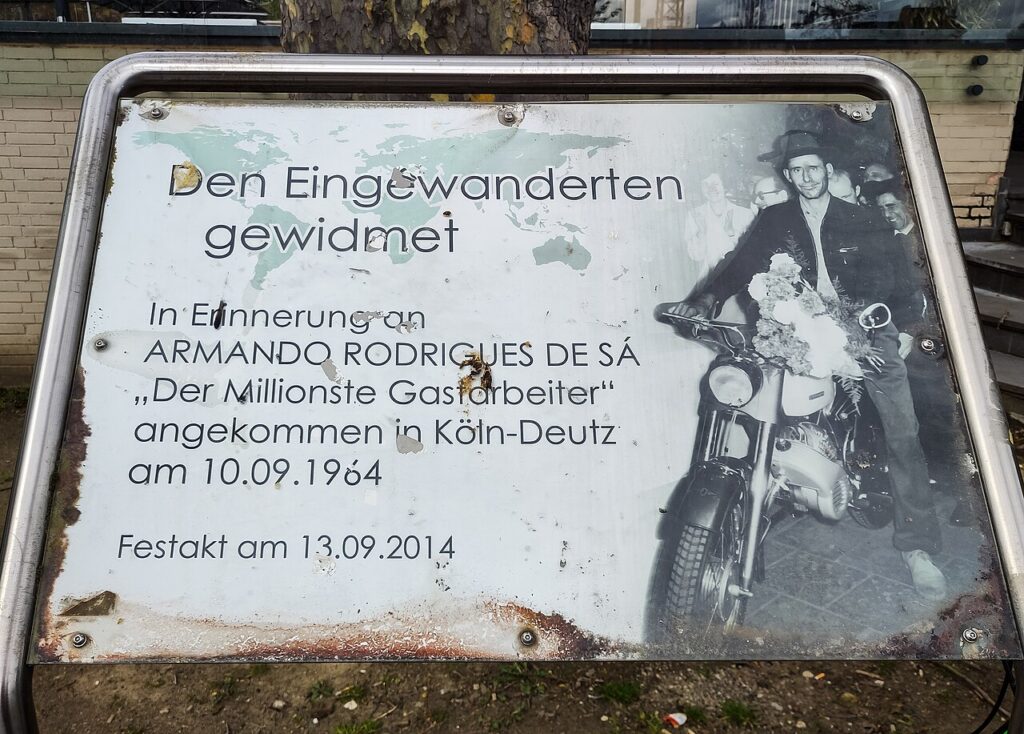 Den Eingewanderten
gewidmet
In Erinnerung an
ARMANDO RODRIGUES DE SÁ
„Der Millionste Gastarbeiter“
angekommen in Köln-Deutz
am 10.09.1964
Festakt am 13.09.2014